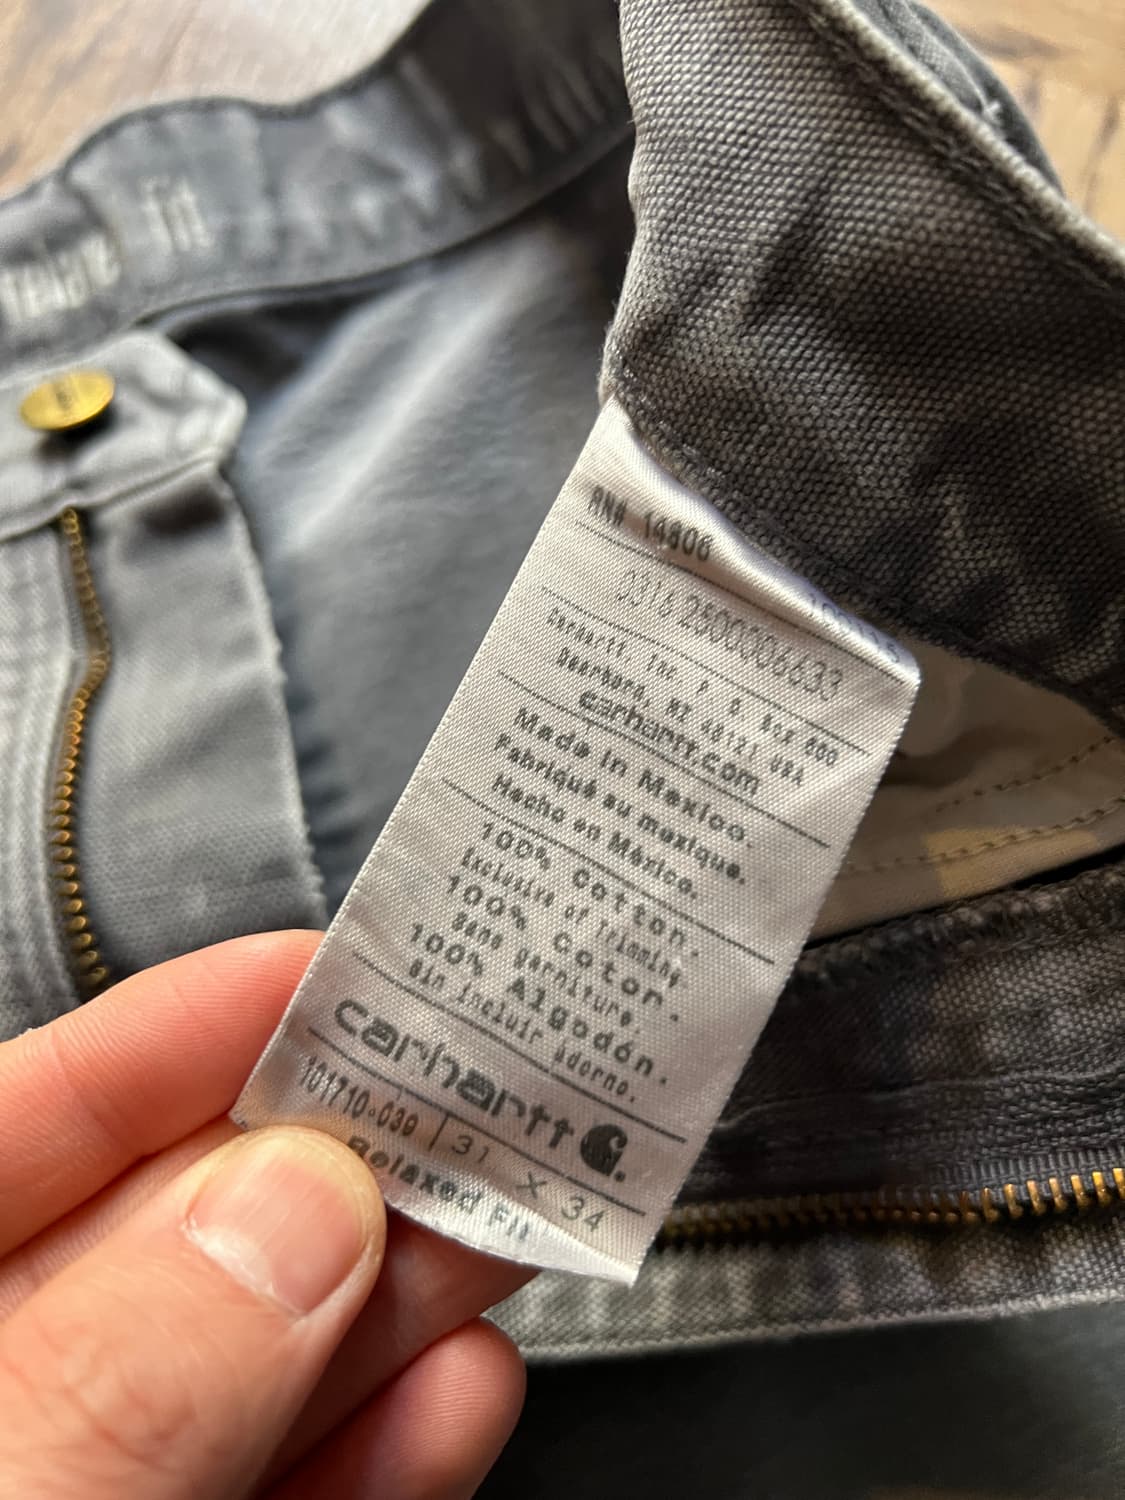 RN# 14806
0316 2500006633
Carhartt Inc. P. O. Box 600
Dearborn, MI 48121 USA
carhartt.com
Made in Mexico.
Fabriqué au mexique.
Hecho en México.
100% Cotton.
Exclusive of Trimming.
100% Coton.
Sans garniture.
100% Algodón.
Sin incluir adorno.
carhartt
101710-039 31 X 34
Relaxed Fit